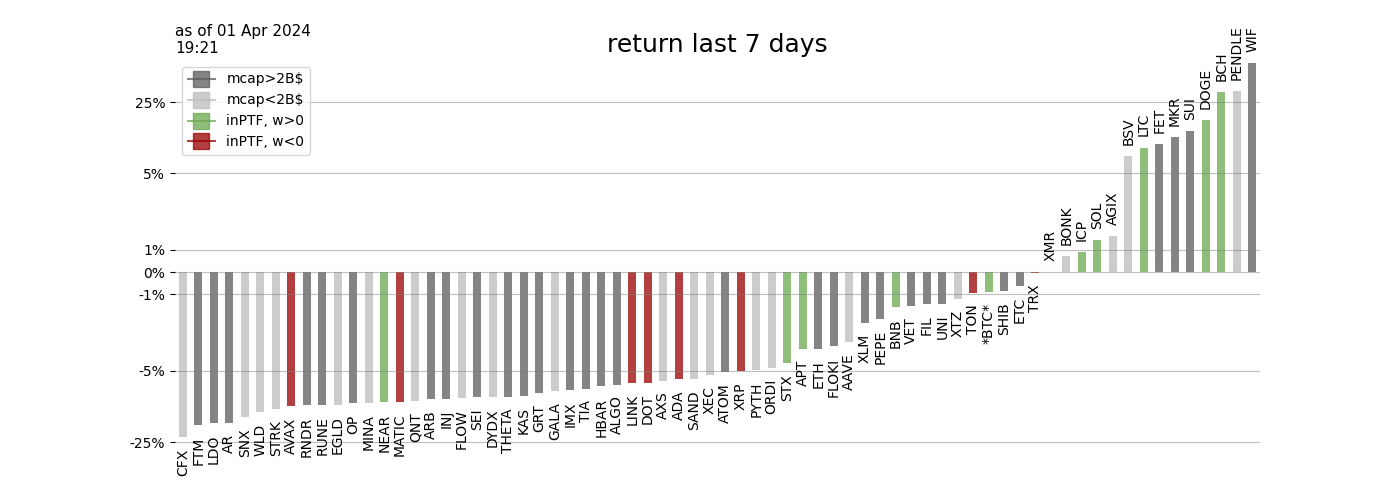 as of 01 Apr 2024
19:21
return last 7 days
mcap>2B$
mcap<2B$
inPTF, w>0
inPTF, w<0
25%
5%
1%
0%
-1%
-5%
-25%
CFX
FTM
LDO
AR
SNX
WLD
STRK
AVAX
RNDR
RUNE
EGLD
OP
MINA
NEAR
MATIC
QNT
ARB
INJ
FLOW
SEI
DYDX
THETA
KAS
GRT
GALA
IMX
TIA
HBAR
ALGO
LINK
DOT
AXS
ADA
SAND
XEC
ATOM
XRP
PYTH
ORDI
STX
APT
ETH
FLOKI
AAVE
XLM
PEPE
BNB
VET
FIL
UNI
XTZ
TON
*BTC*
SHIB
ETC
TRX
XMR
BONK
ICP
SOL
AGIX
BSV
LTC
FET
MKR
SUI
DOGE
BCH
PENDLE
WIF